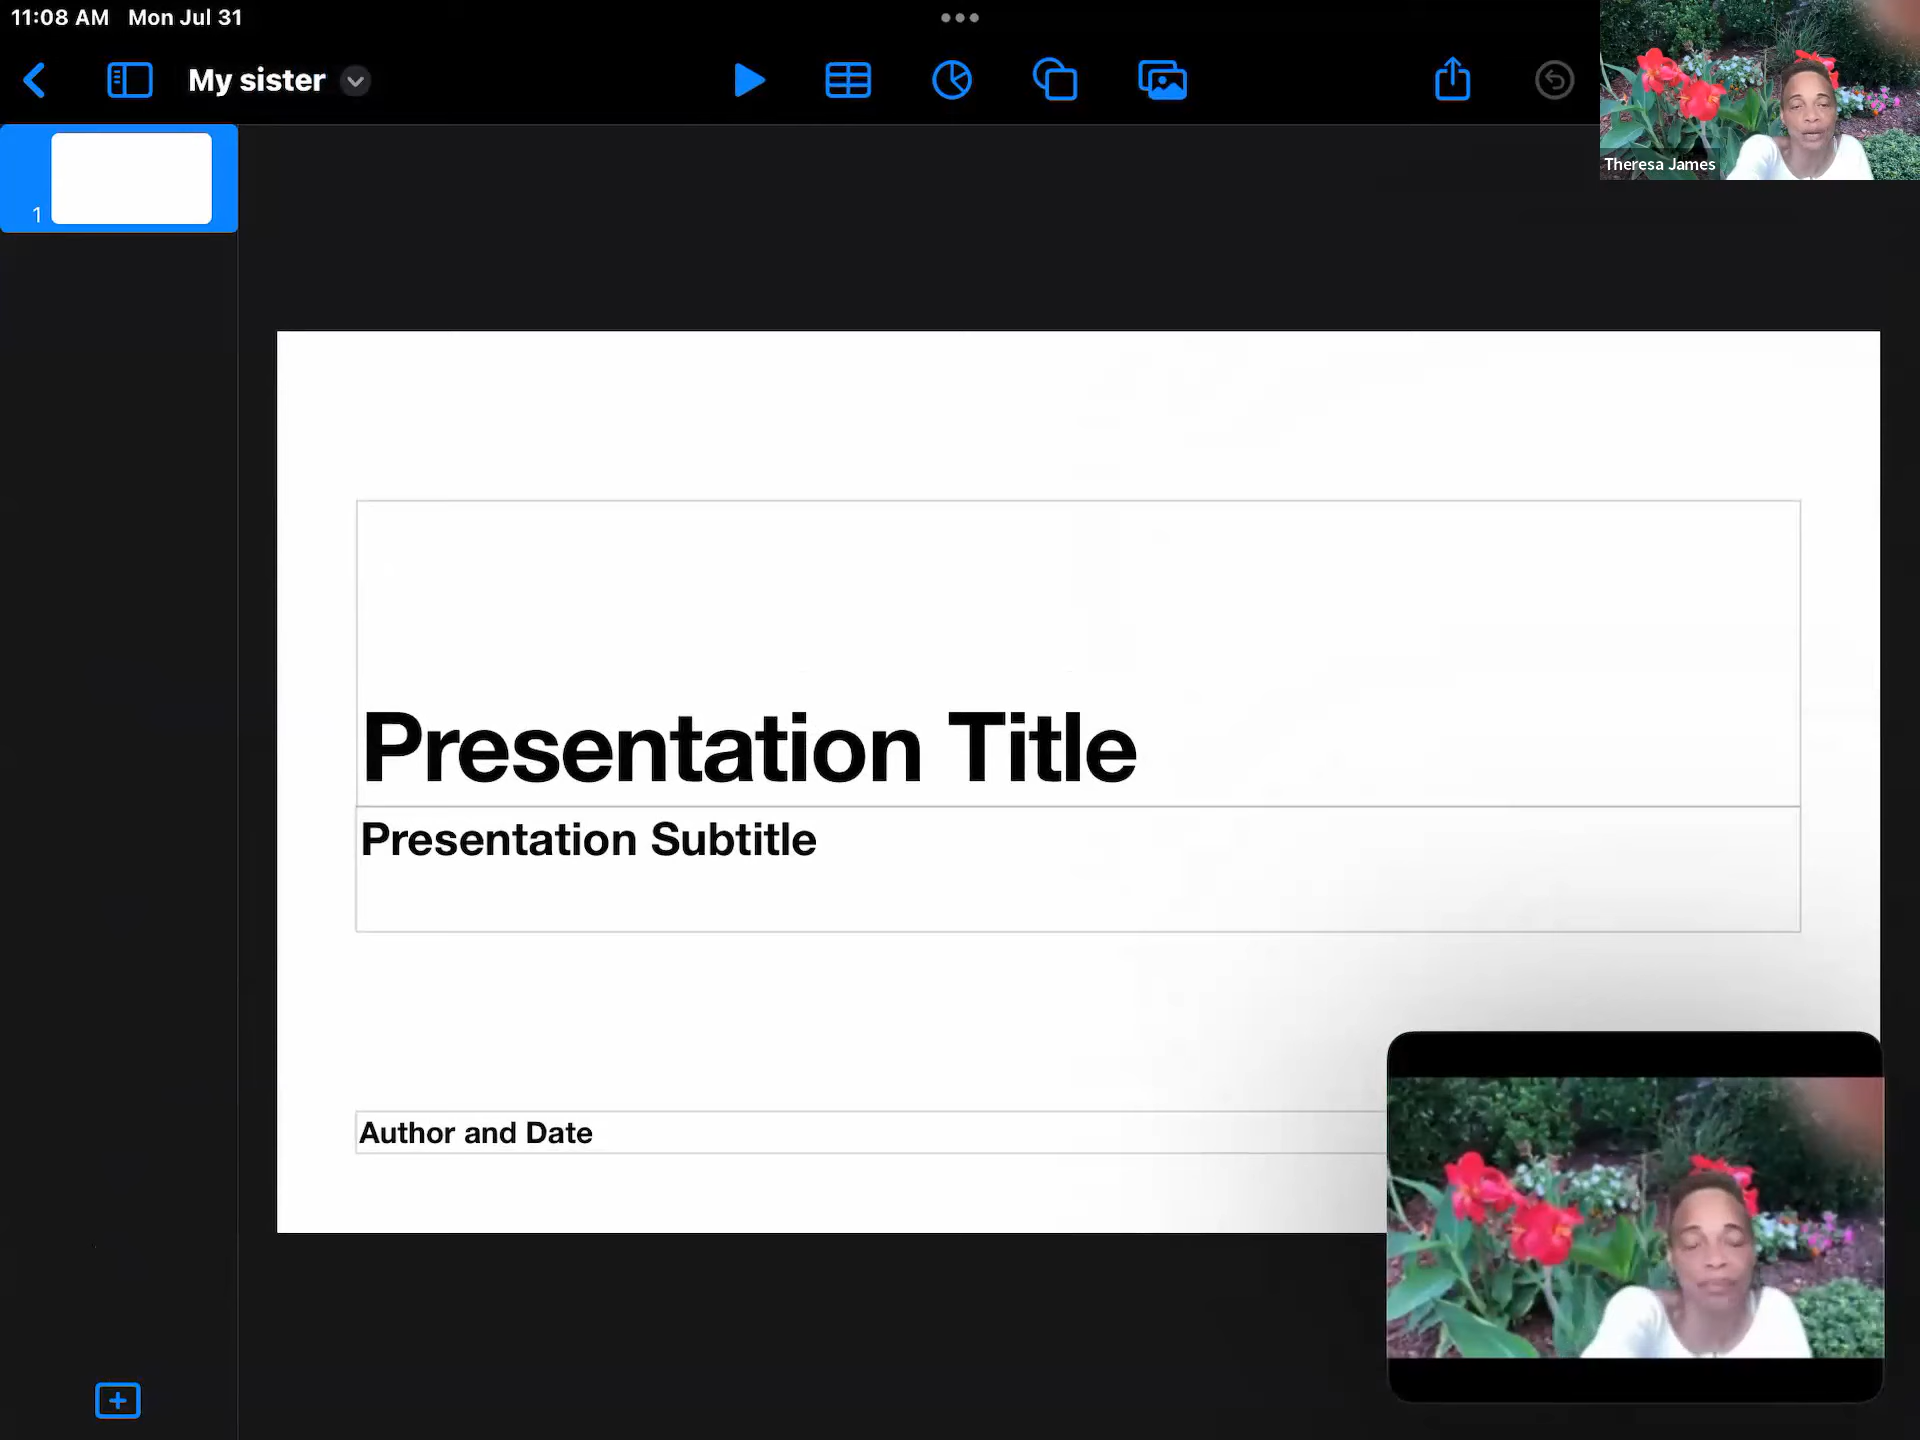 11:08 AM Mon Jul 31
My sister
Theresa James
1
Presentation Title
Presentation Subtitle
Author and Date